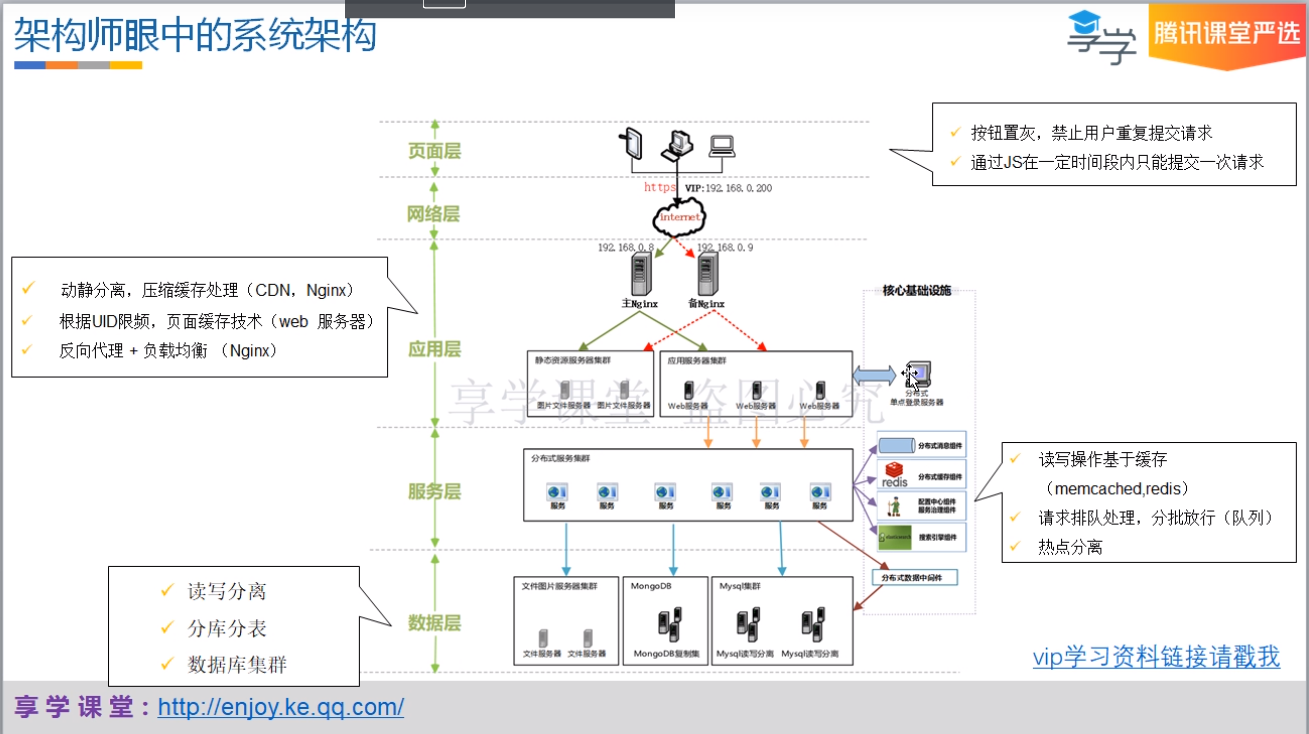 架构师眼中的系统架构
享学
腾讯课堂严选
按钮置灰，禁止用户重复提交请求
通过JS在一定时间段内只能提交一次请求
页面层
https
VIP:192.168.0.200
网络层
internet
192.168.0.8
192.168.0.9
主Nginx
备Nginx
核心基础设施
动静分离，压缩缓存处理（CDN，Nginx）
根据UID限频，页面缓存技术（web 服务器）
反向代理 + 负载均衡 （Nginx）
应用层
静态资源服务器集群
应用服务器集群
图片文件服务器
图片文件服务器
Web服务器
Web服务器
Web服务器
分布式
单点登录服务器
享学课堂 盗图必究
服务层
分布式服务集群
服务
服务
服务
服务
服务
服务
分布式消息组件
redis
分布式缓存组件
配置中心组件
服务治理组件
搜索引擎组件
分布式数据中间件
读写操作基于缓存
（memcached,redis）
请求排队处理，分批放行（队列）
热点分离
读写分离
分库分表
数据库集群
数据层
文件图片服务器集群
文件服务器
文件服务器
MongoDB
MongoDB复制集
Mysql集群
Mysql读写分离
Mysql读写分离
vip学习资料链接请戳我
享学课堂：http://enjoy.ke.qq.com/